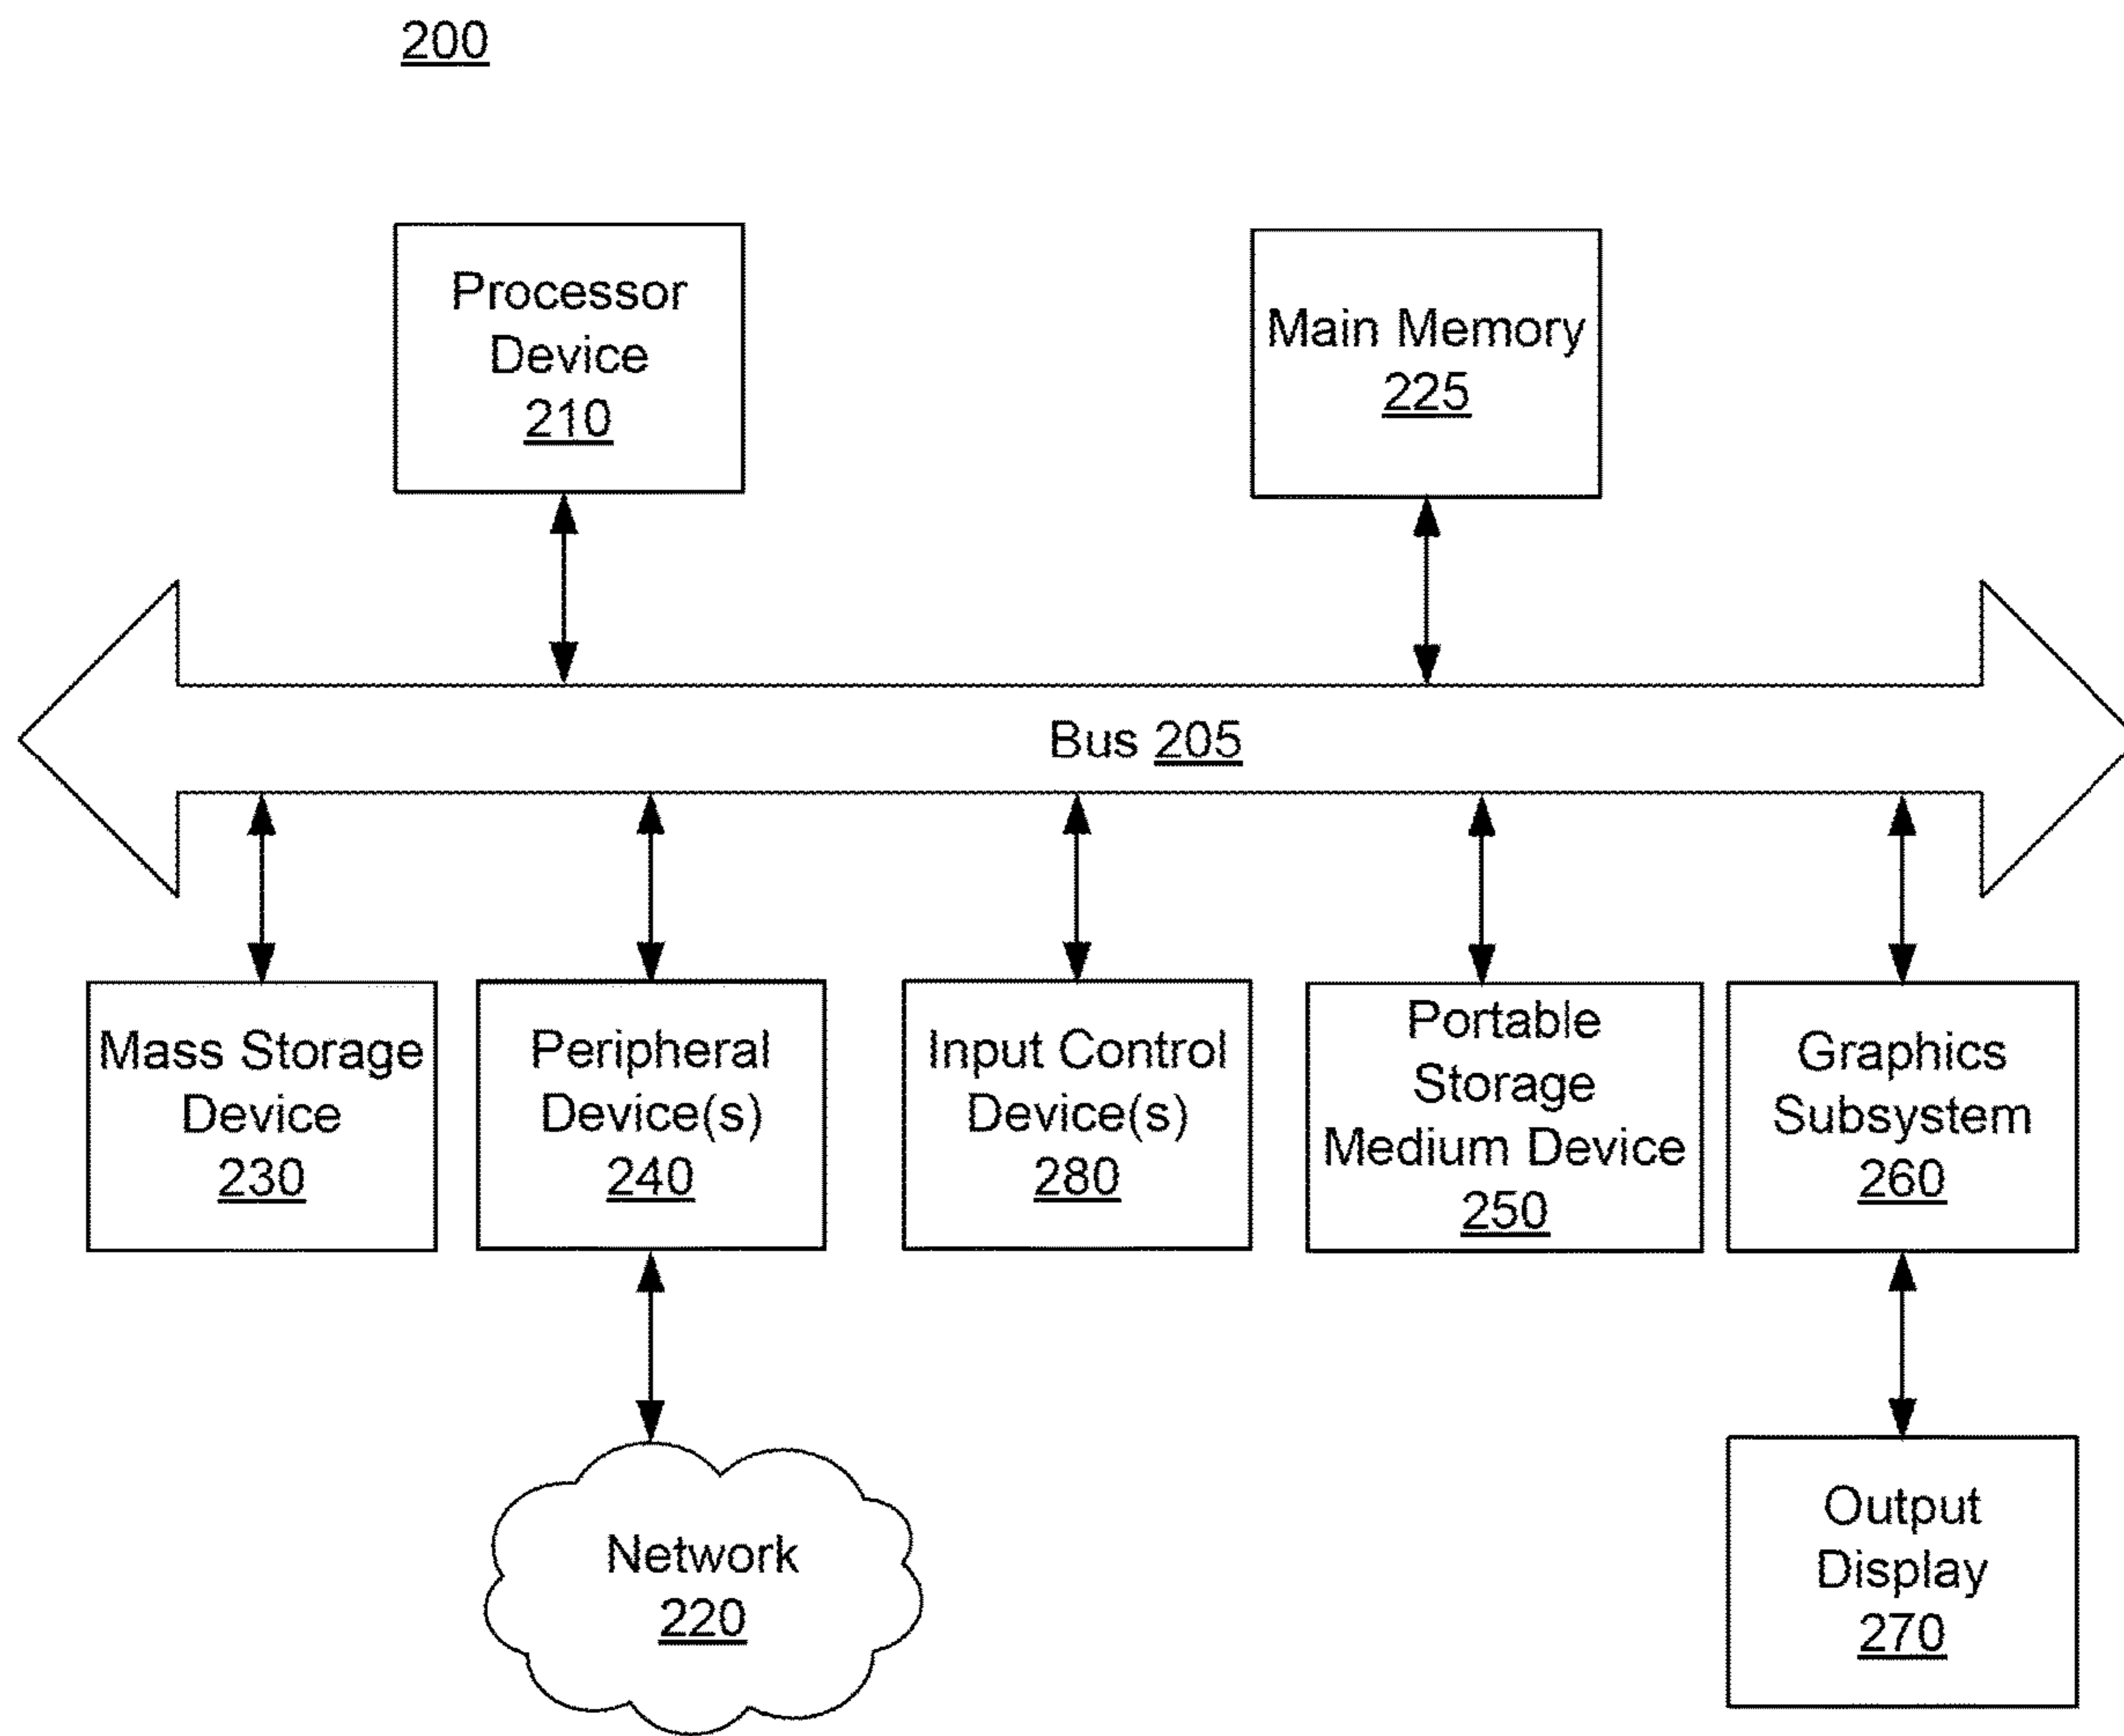 200
Processor
Device
210
Main Memory
225
Bus 205
Mass Storage
Device
230
Peripheral
Device(s)
240
Input Control
Device(s)
280
Portable
Storage
Medium Device
250
Graphics
Subsystem
260
Network
220
Output
Display
270